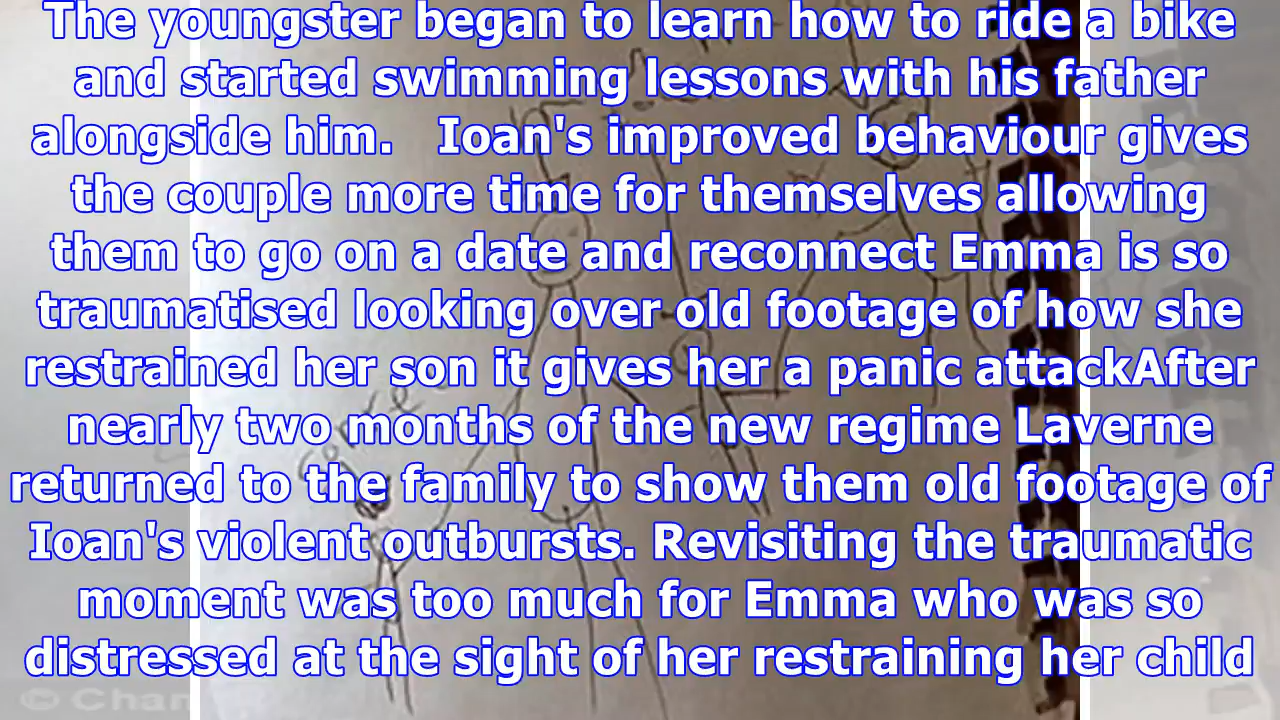 The youngster began to learn how to ride a bike
and started swimming lessons with his father
alongside him.   Ioan's improved behaviour gives
the couple more time for themselves allowing
them to go on a date and reconnect Emma is so
traumatised looking over old footage of how she
restrained her son it gives her a panic attackAfter
nearly two months of the new regime Laverne
returned to the family to show them old footage of
Ioan's violent outbursts. Revisiting the traumatic
moment was too much for Emma who was so
distressed at the sight of her restraining her child
© Chan